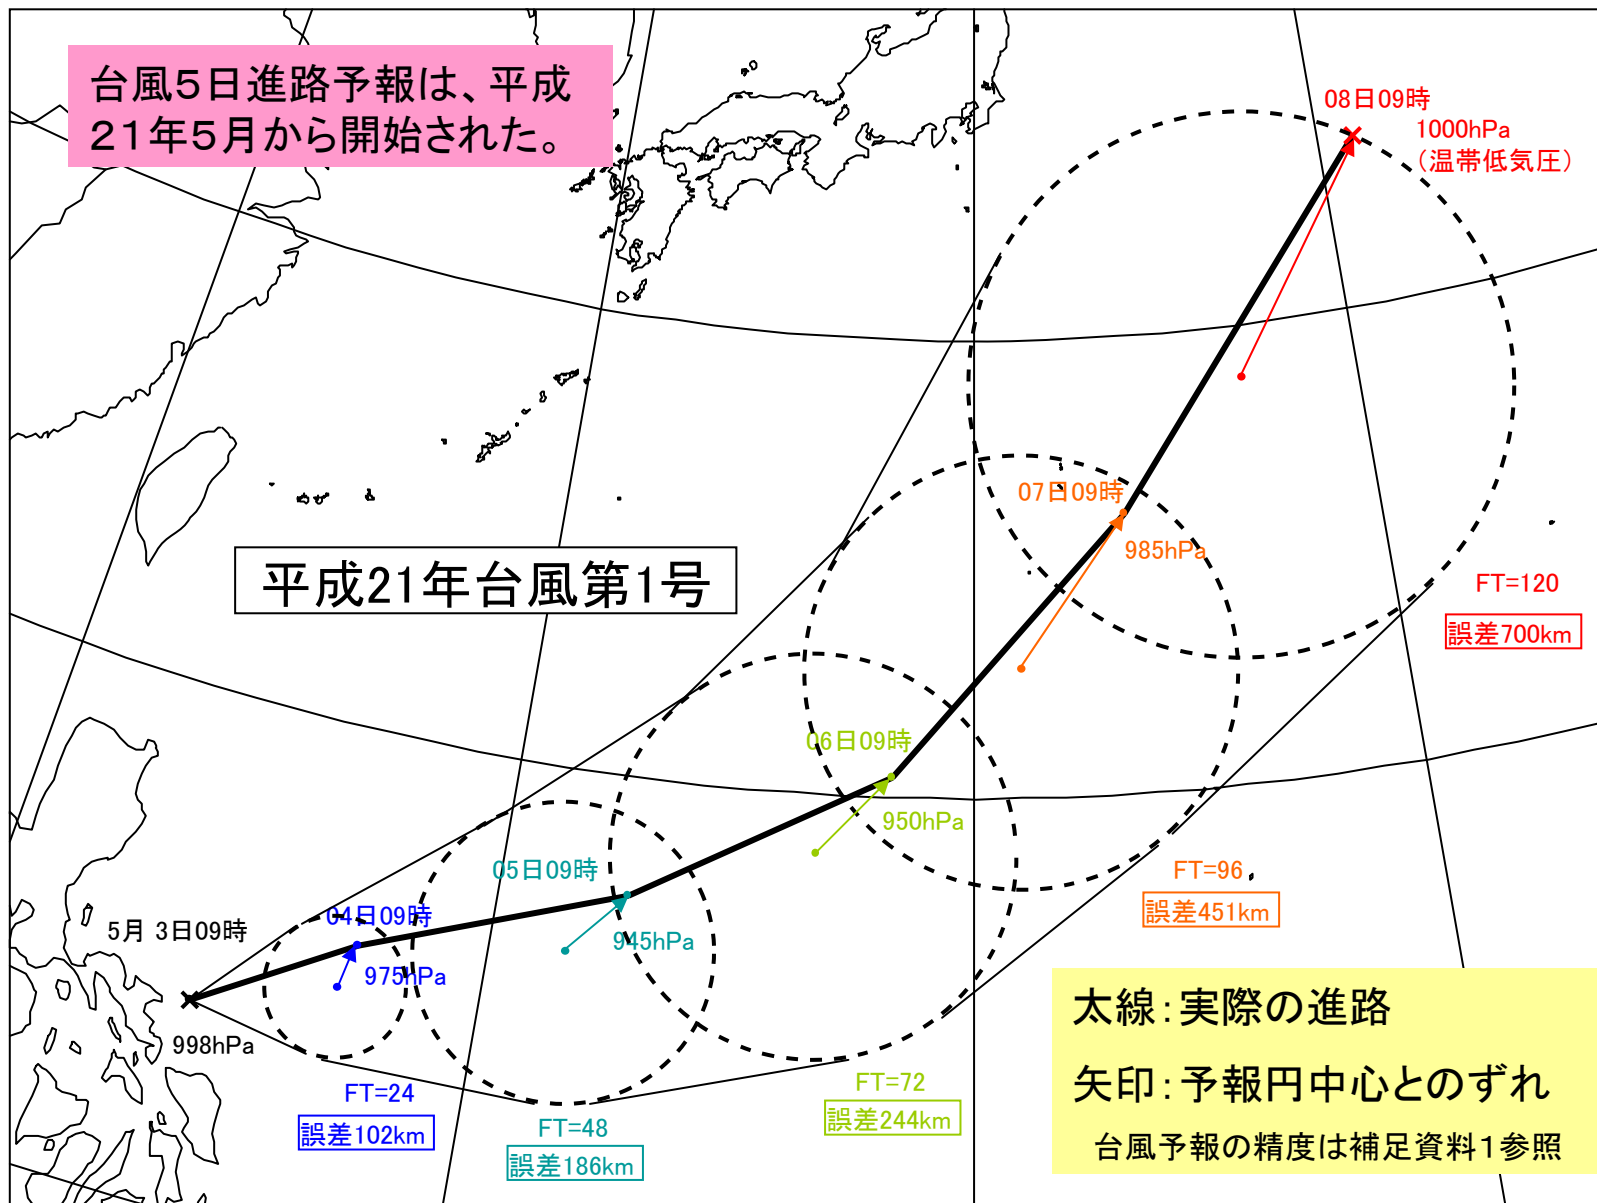 台風5日進路予報は、平成
21年5月から開始された。
08日09時
1000hPa
(温帯低気圧)
07日09時
985hPa
平成21年台風第1号
FT=120
誤差700km
06日09時
950hPa
05日09時
945hPa
FT=96
誤差451km
5月 3日09時
04日09時
975hPa
998hPa
太線:実際の進路
矢印:予報円中心とのずれ
台風予報の精度は補足資料1参照
FT=72
誤差244km
FT=24
誤差102km
FT=48
誤差186km